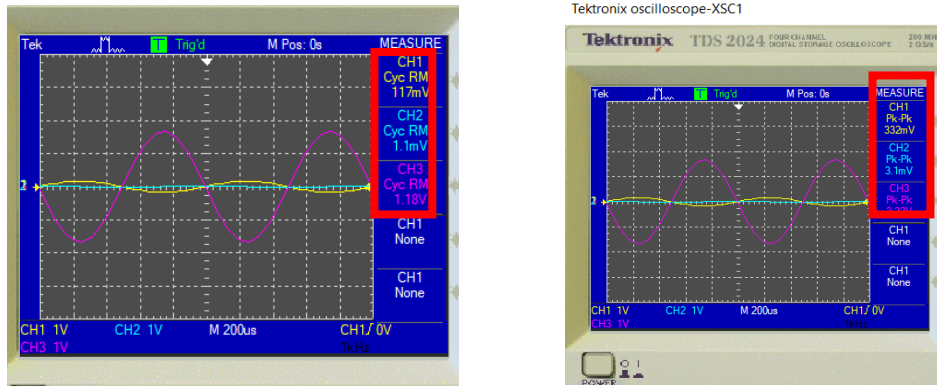 Tek T Trig'd M Pos: 0s MEASURE
CH1
Cyc RM
117mV
CH2
Cyc RM
1.1mV
CH3
Cyc RM
1.18V
CH1
None
CH1
None
CH1 1V CH2 1V M 200us CH1 0V
CH3 1V 1kHz
Tektronix oscilloscope-XSC1
Tektronix TDS 2024 FOUR CHANNEL DIGITAL STORAGE OSCILLOSCOPE
Tek T Trig'd M Pos: 0s MEASURE
CH1
Pk-Pk
332mV
CH2
Pk-Pk
3.1mV
CH3
Pk-Pk
CH1
None
CH1
None
CH1 1V CH2 1V M 200us CH1 0V
CH3 1V 1kHz
POWER